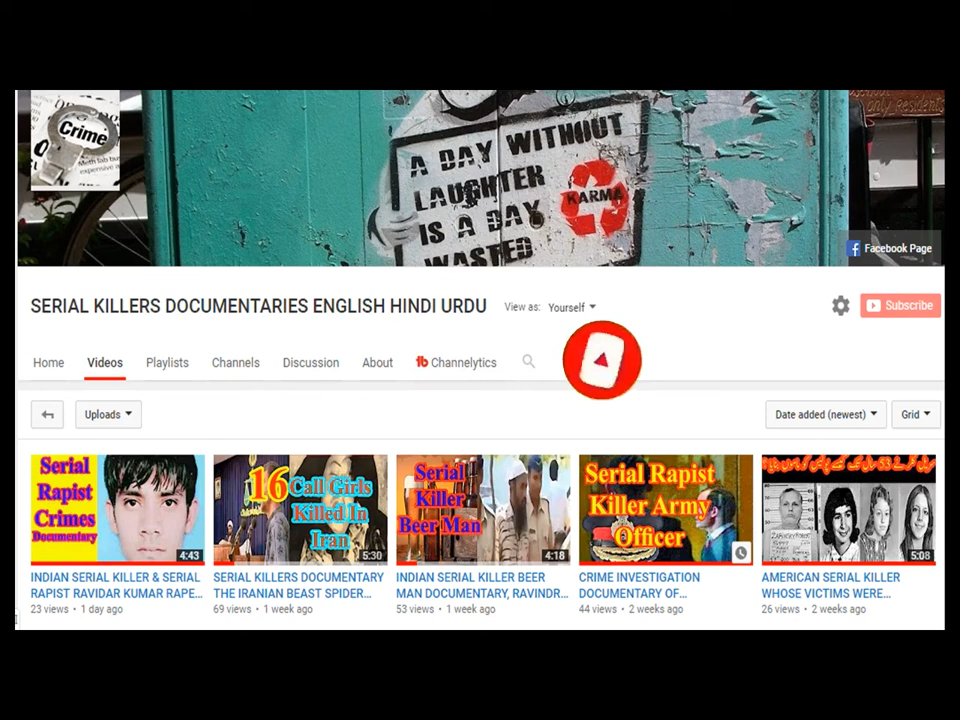 Crime
Meth lab bu
expensive
A DAY WITHOUT
LAUGHTER
IS A DAY
WASTED
KARMA
only Residents
Facebook Page
SERIAL KILLERS DOCUMENTARIES ENGLISH HINDI URDU
View as: Yourself
Subscribe
Home Videos Playlists Channels Discussion About Channelytics
Uploads
Date added (newest) Grid
Serial
Rapist
Crimes
Documentary
4:43
16 Call Girls
Killed In
Iran
5:30
Serial
Killer
Beer Man
4:18
Serial Rapist
Killer Army
Officer
5:08
INDIAN SERIAL KILLER & SERIAL
RAPIST RAVIDAR KUMAR RAPE...
23 views • 1 day ago
SERIAL KILLERS DOCUMENTARY
THE IRANIAN BEAST SPIDER...
69 views • 1 week ago
INDIAN SERIAL KILLER BEER
MAN DOCUMENTARY, RAVINDR...
53 views • 1 week ago
CRIME INVESTIGATION
DOCUMENTARY OF...
44 views • 2 weeks ago
AMERICAN SERIAL KILLER
WHOSE VICTIMS WERE...
26 views • 2 weeks ago